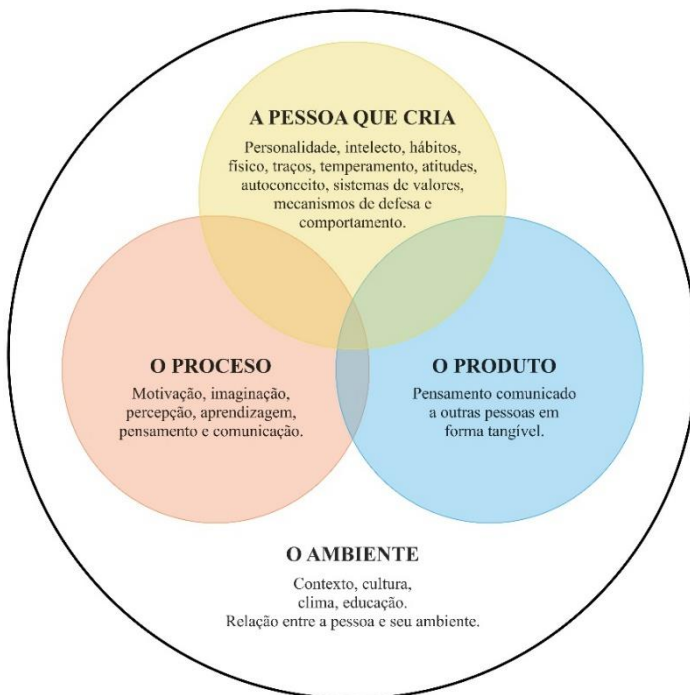 A PESSOA QUE CRIA
Personalidade, intelecto, hábitos,
físico, traços, temperamento, atitudes,
autoconceito, sistemas de valores,
mecanismos de defesa e
comportamento.
O PROCESO
Motivação, imaginação,
percepção, aprendizagem,
pensamento e comunicação.
O PRODUTO
Pensamento comunicado
a outras pessoas em
forma tangível.
O AMBIENTE
Contexto, cultura,
clima, educação.
Relação entre a pessoa e seu ambiente.